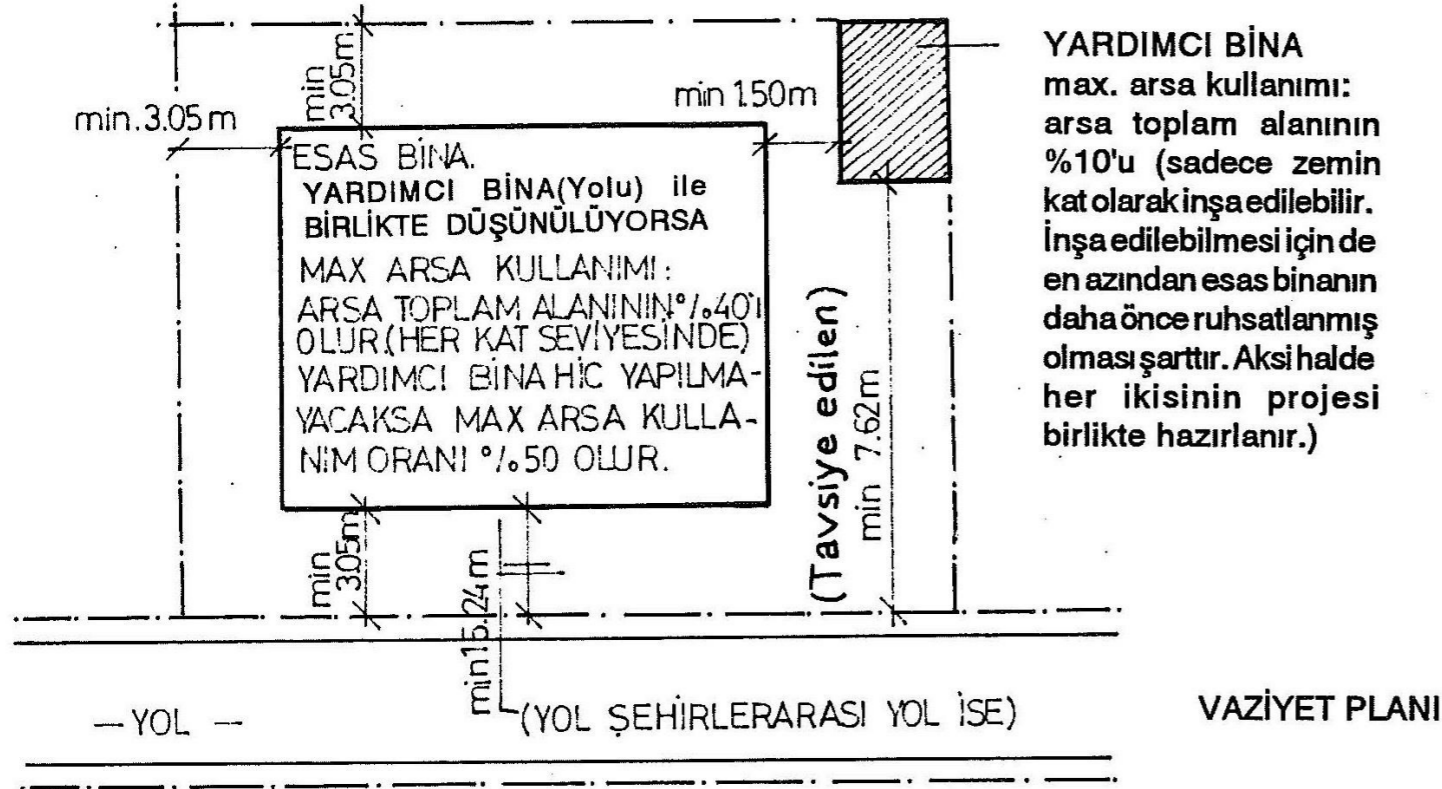 min
3.05m
min.3.05m
min 150m
ESAS BİNA.
YARDIMCI BİNA(Yolu) ile
BİRLİKTE DÜŞÜNÜLÜYORSA
MAX ARSA KULLANIMI:
ARSA TOPLAM ALANININ %40'I
OLUR.(HER KAT SEVİYESİNDE)
YARDIMCI BİNA HİC YAPILMA-
YACAKSA MAX ARSA KULLA-
NIM ORANI %50 OLUR.
YARDIMCI BİNA
max. arsa kullanımı:
arsa toplam alanının
%10'u (sadece zemin
kat olarak inşa edilebilir.
İnşa edilebilmesi için de
en azından esas binanın
daha önce ruhsatlanmış
olması şarttır. Aksi halde
her ikisinin projesi
birlikte hazırlanır.)
(Tavsiye edilen)
min 7.62m
min
305m
min15.24m
— YOL —
(YOL ŞEHİRLERARASI YOL İSE)
VAZİYET PLANI